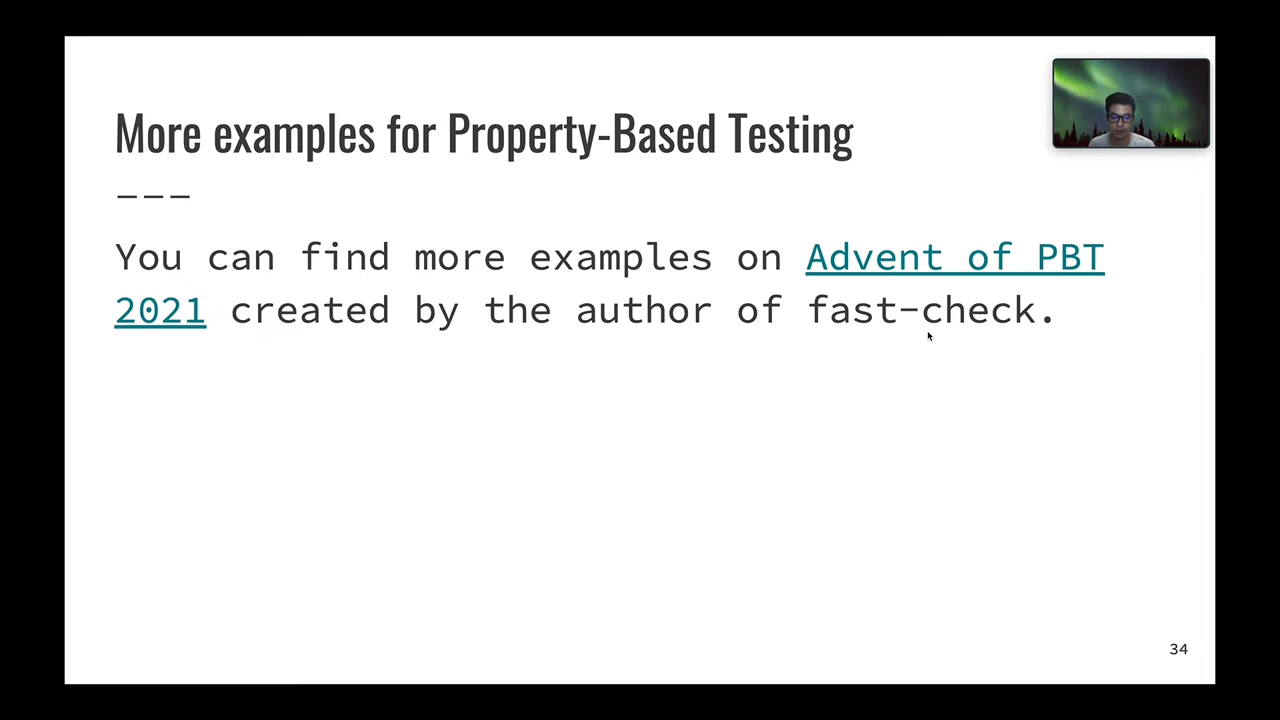 More examples for Property-Based Testing
———
You can find more examples on Advent of PBT
2021 created by the author of fast-check.
34